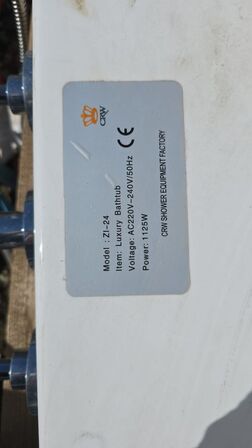 CRW
CE
Model : ZI-24
Item: Luxury Bathtub
Voltage: AC220V-240V/50Hz
Power: 1125W
CRW SHOWER EQUIPMENT FACTORY